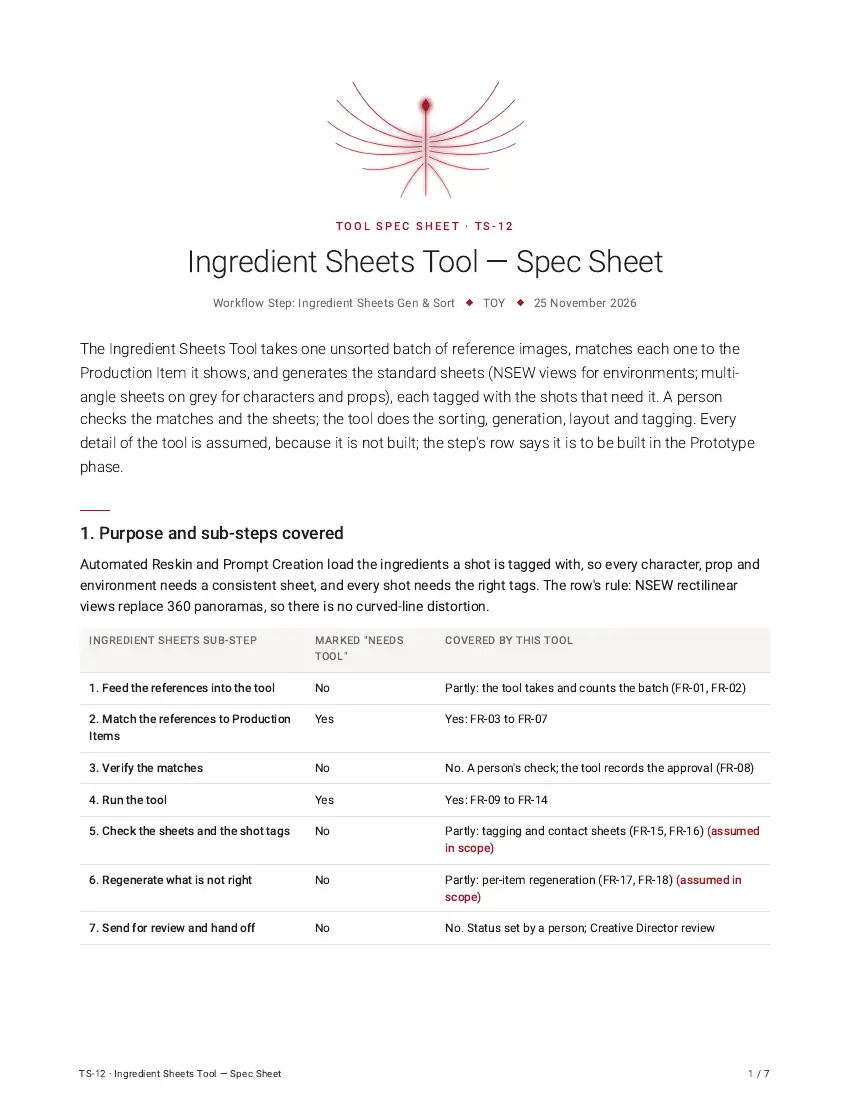 TOOL SPEC SHEET · TS-12
Ingredient Sheets Tool — Spec Sheet
Workflow Step: Ingredient Sheets Gen & Sort ◆ TOY ◆ 25 November 2026
The Ingredient Sheets Tool takes one unsorted batch of reference images, matches each one to the
Production Item it shows, and generates the standard sheets (NSEW views for environments; multi-
angle sheets on grey for characters and props), each tagged with the shots that need it. A person
checks the matches and the sheets; the tool does the sorting, generation, layout and tagging. Every
detail of the tool is assumed, because it is not built; the step's row says it is to be built in the Prototype
phase.
1. Purpose and sub-steps covered
Automated Reskin and Prompt Creation load the ingredients a shot is tagged with, so every character, prop and
environment needs a consistent sheet, and every shot needs the right tags. The row's rule: NSEW rectilinear
views replace 360 panoramas, so there is no curved-line distortion.
INGREDIENT SHEETS SUB-STEP MARKED "NEEDS COVERED BY THIS TOOL
TOOL"
1. Feed the references into the tool No Partly: the tool takes and counts the batch (FR-01, FR-02)
2. Match the references to Production Yes Yes: FR-03 to FR-07
Items
3. Verify the matches No No. A person's check; the tool records the approval (FR-08)
4. Run the tool Yes Yes: FR-09 to FR-14
5. Check the sheets and the shot tags No Partly: tagging and contact sheets (FR-15, FR-16) (assumed
in scope)
6. Regenerate what is not right No Partly: per-item regeneration (FR-17, FR-18) (assumed in
scope)
7. Send for review and hand off No No. Status set by a person; Creative Director review
TS-12 · Ingredient Sheets Tool — Spec Sheet 1 / 7